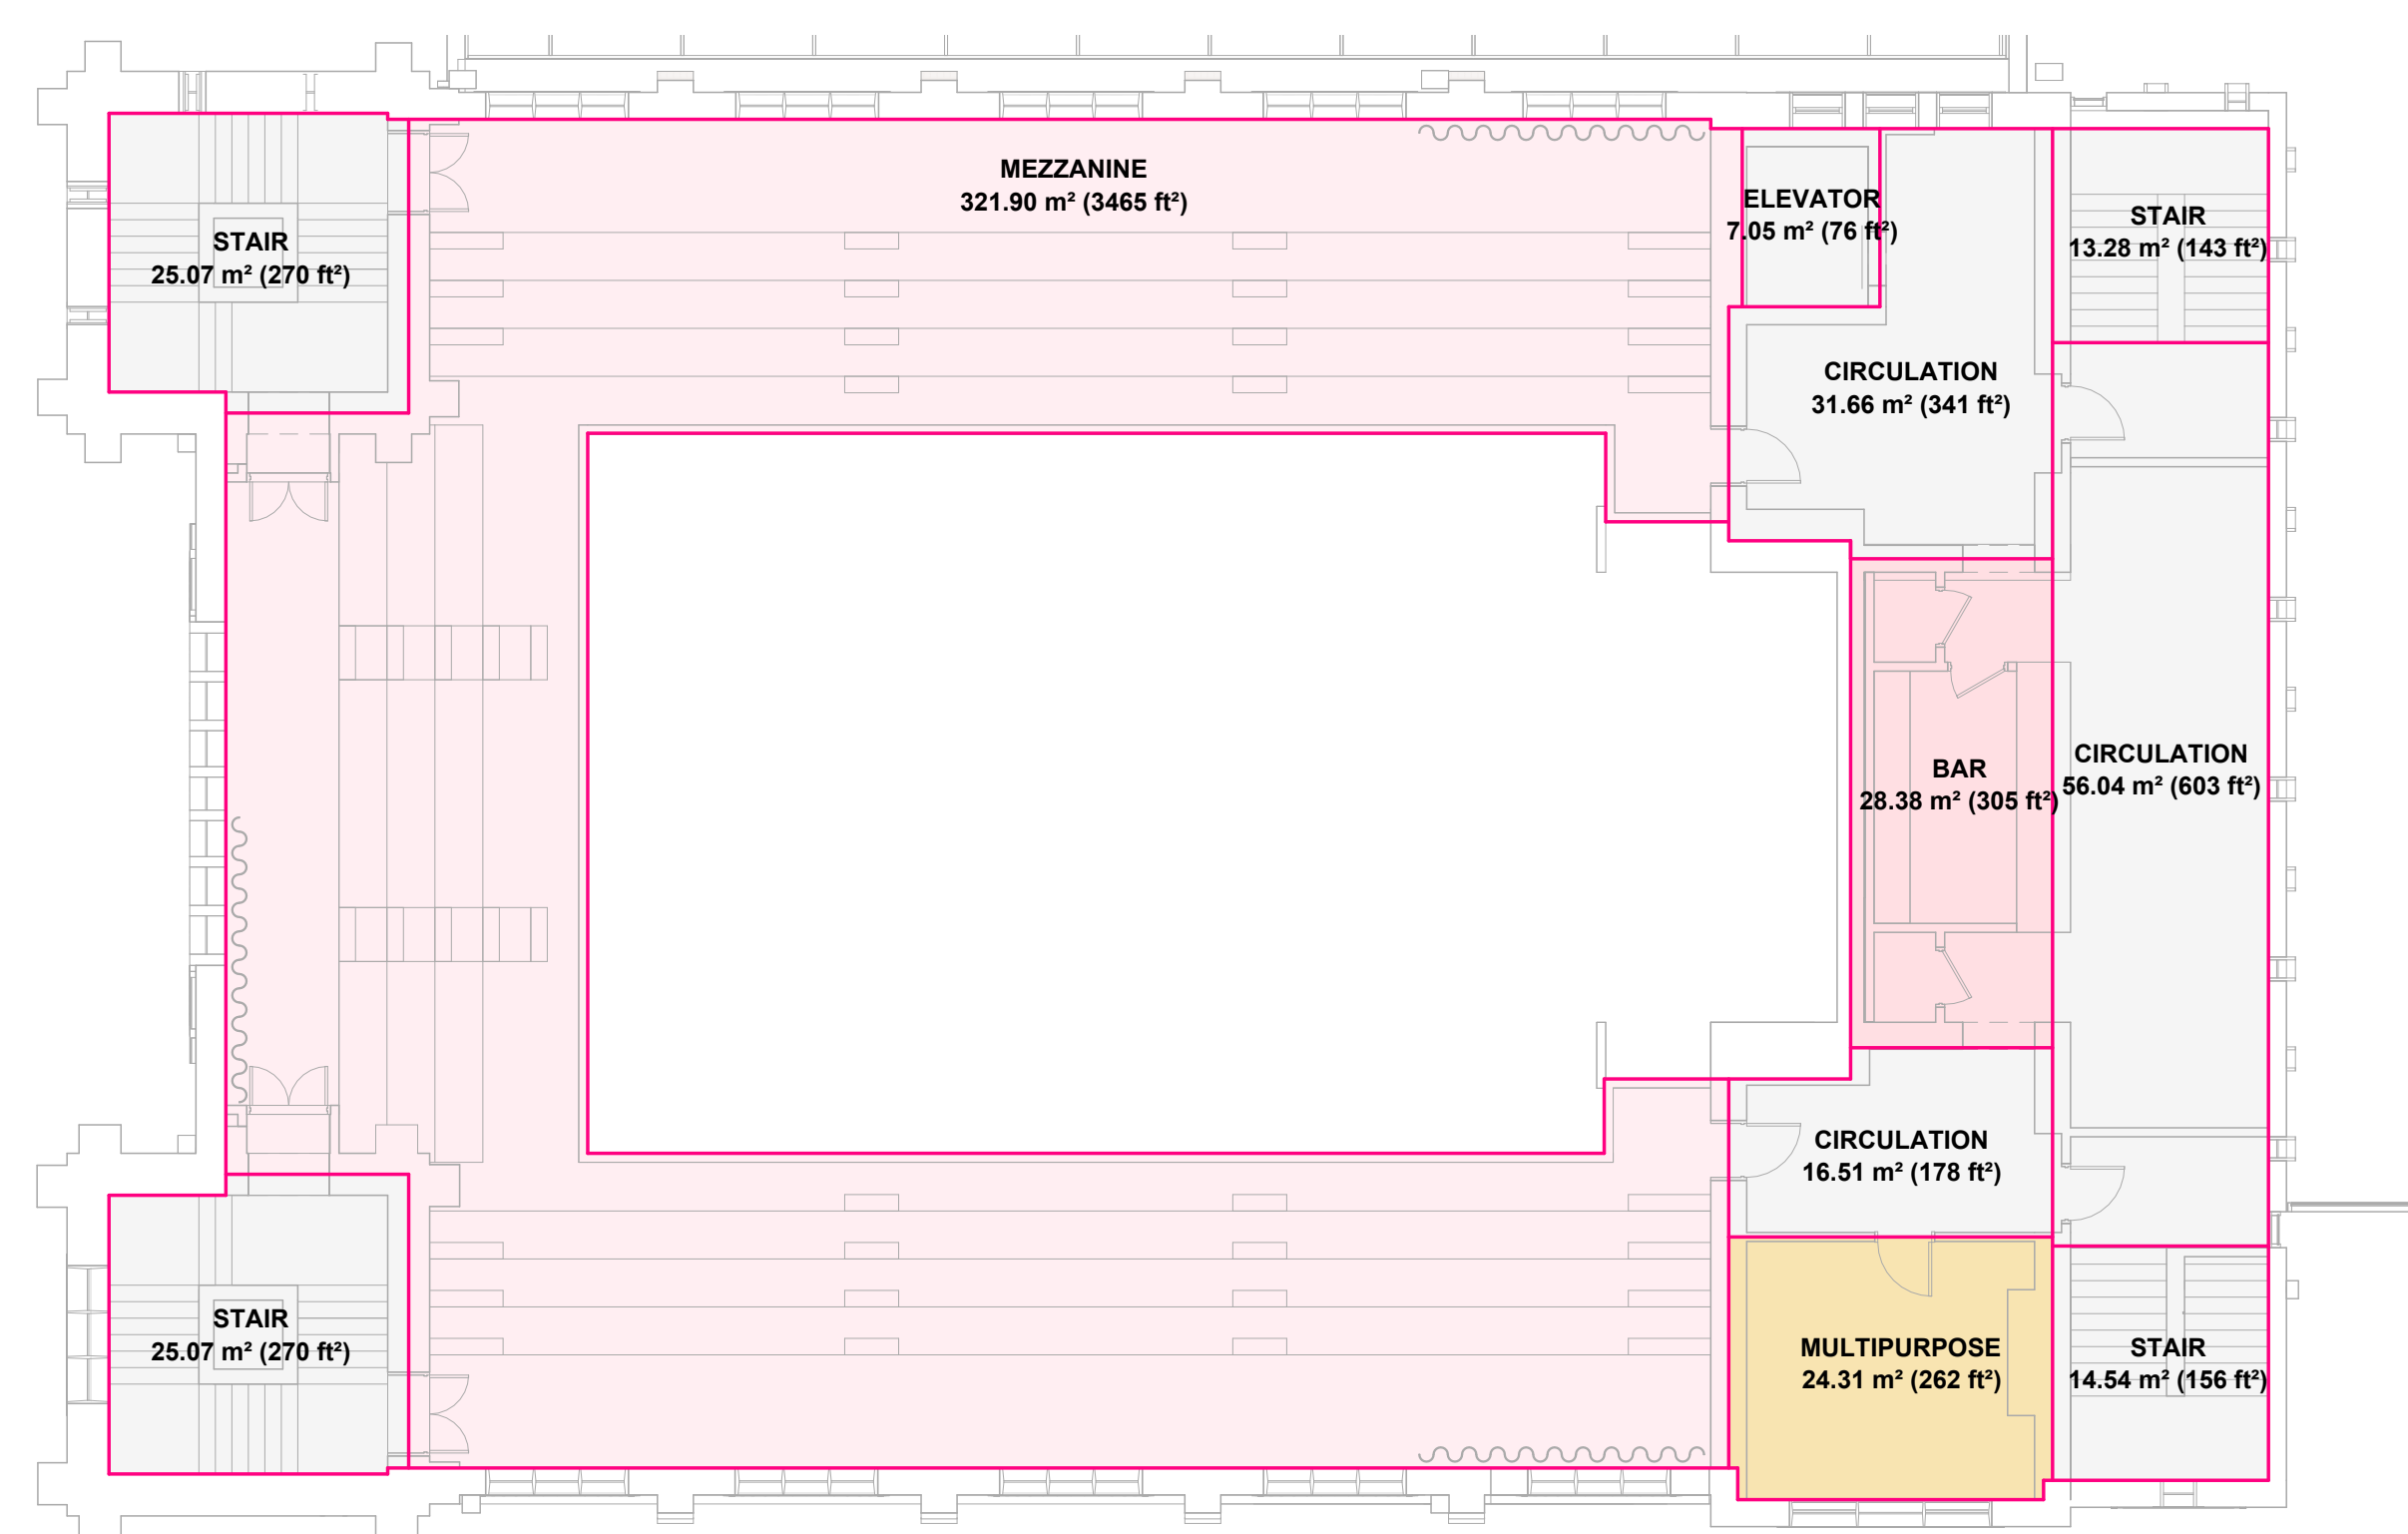 MEZZANINE
321.90 m² (3465 ft²)
ELEVATOR
7.05 m² (76 ft²)
STAIR
13.28 m² (143 ft²)
STAIR
25.07 m² (270 ft²)
CIRCULATION
31.66 m² (341 ft²)
BAR
28.38 m² (305 ft²)
CIRCULATION
56.04 m² (603 ft²)
CIRCULATION
16.51 m² (178 ft²)
STAIR
25.07 m² (270 ft²)
MULTIPURPOSE
24.31 m² (262 ft²)
STAIR
14.54 m² (156 ft²)